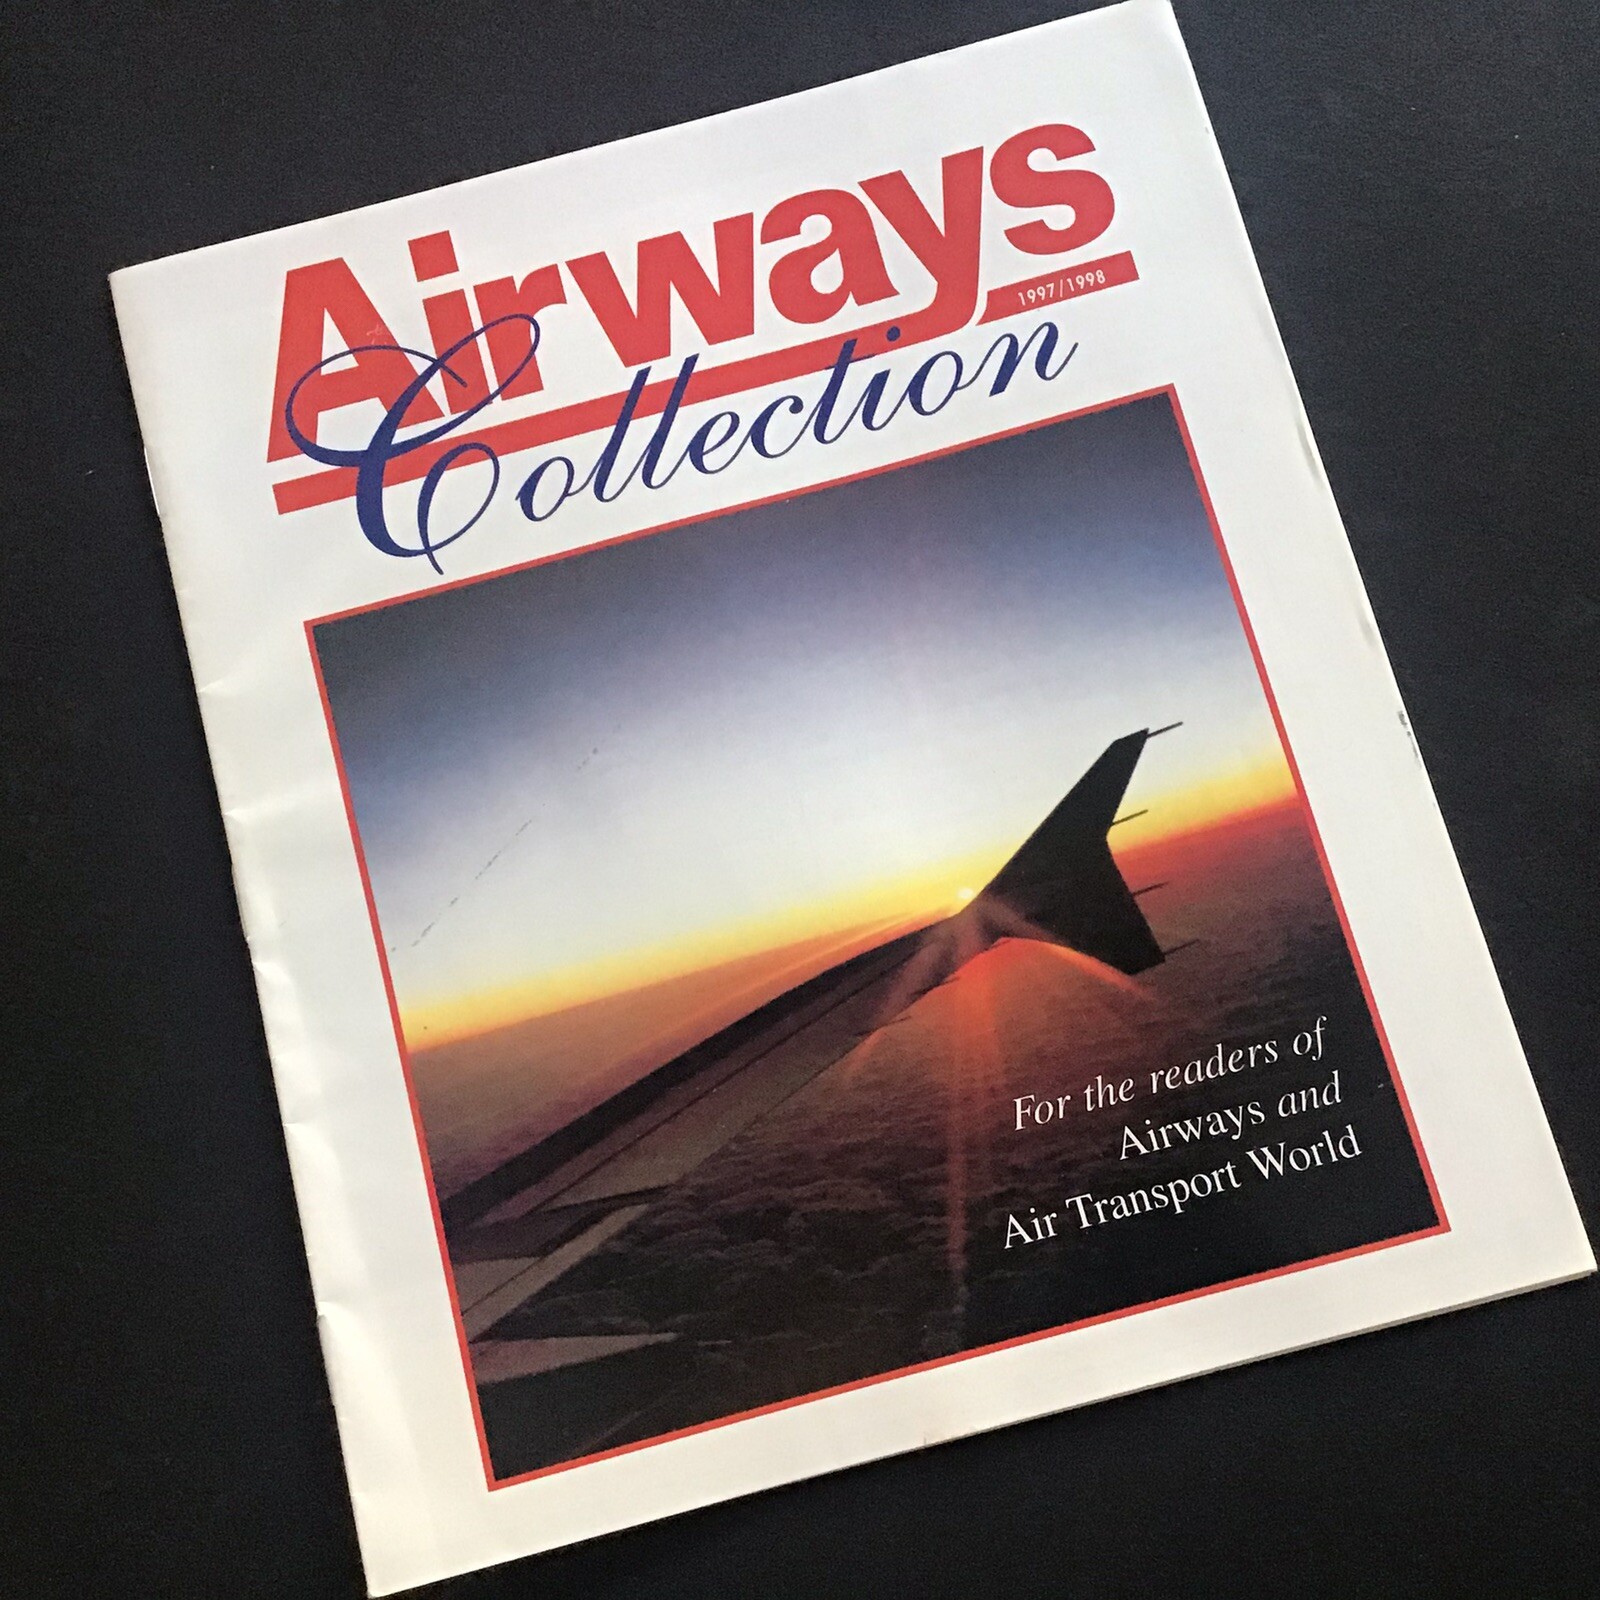 Airways
1997/1998
Collection
For the readers of
Airways and
Air Transport World